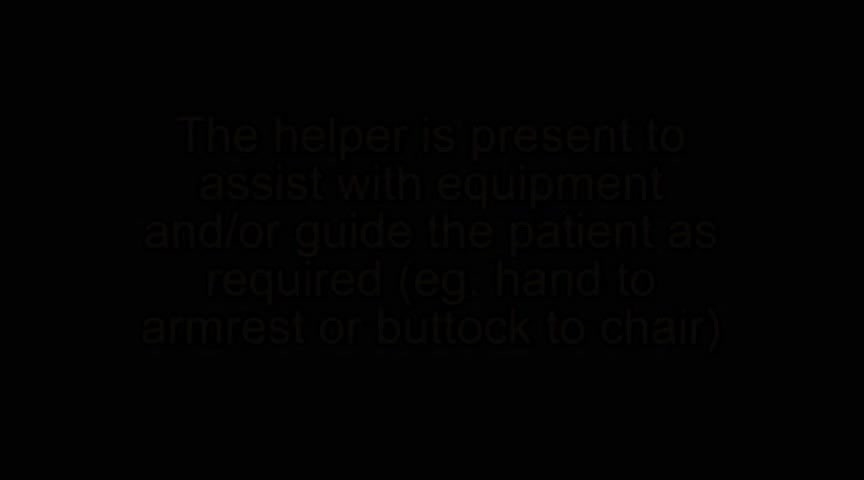 The helper is present to
assist with equipment
and/or guide the patient as
required (eg. hand to
armrest or buttock to chair)